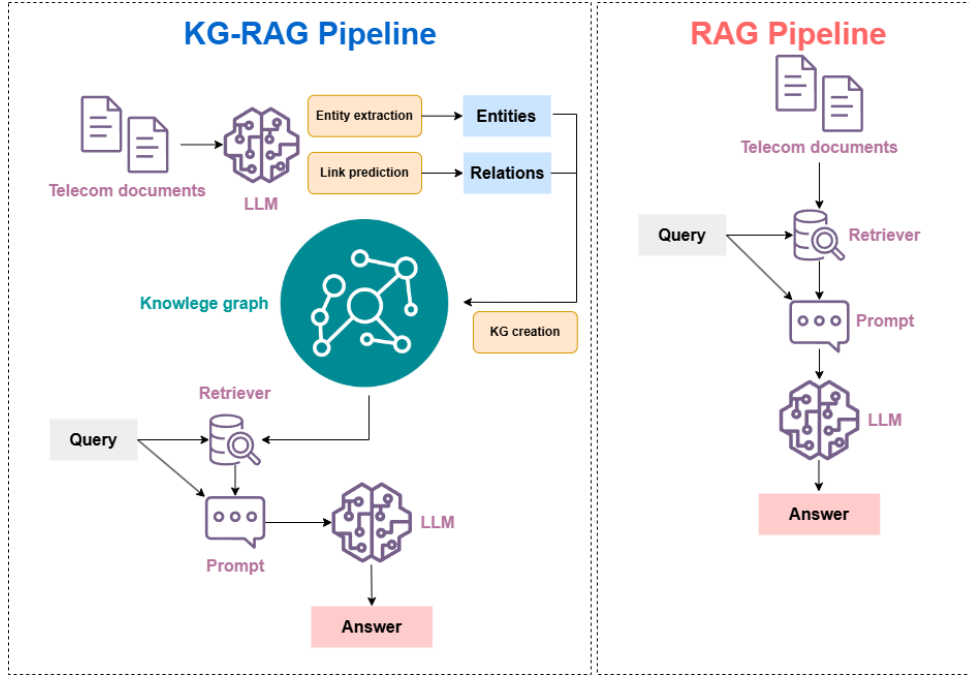 KG-RAG Pipeline
Telecom documents
LLM
Entity extraction
Entities
Link prediction
Relations
Knowlege graph
KG creation
Retriever
Query
Prompt
LLM
Answer
RAG Pipeline
Telecom documents
Query
Retriever
Prompt
LLM
Answer